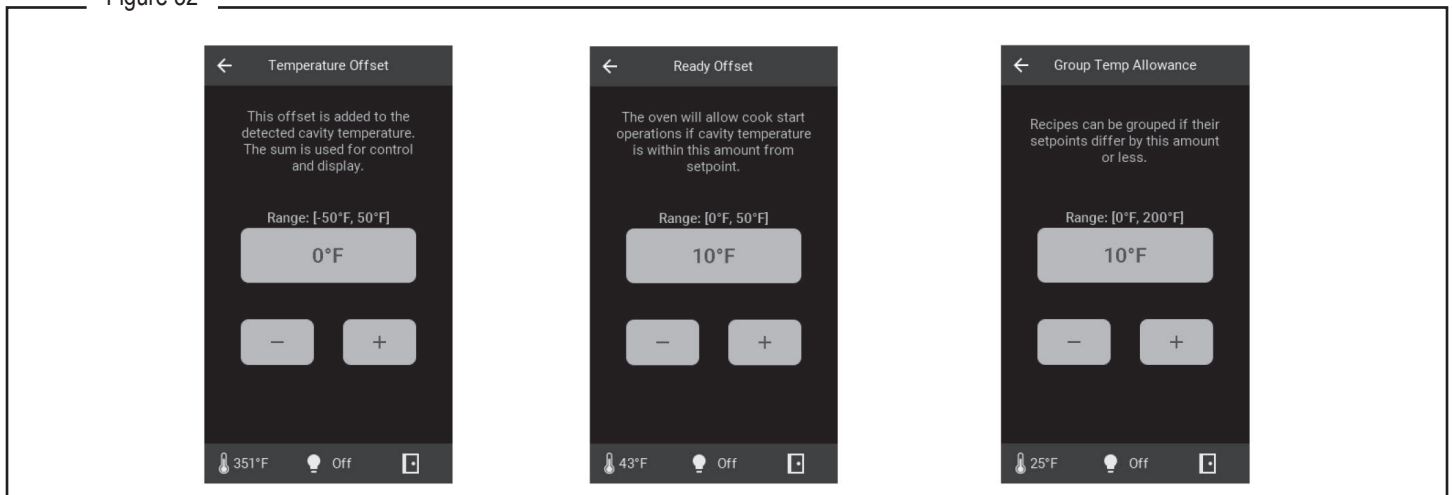 Figure 62
Temperature Offset
This offset is added to the
detected cavity temperature.
The sum is used for control
and display.
Range: [-50°F, 50°F]
0°F
− +
351°F Off
Ready Offset
The oven will allow cook start
operations if cavity temperature
is within this amount from
setpoint.
Range: [0°F, 50°F]
10°F
− +
43°F Off
Group Temp Allowance
Recipes can be grouped if their
setpoints differ by this amount
or less.
Range: [0°F, 200°F]
10°F
− +
25°F Off